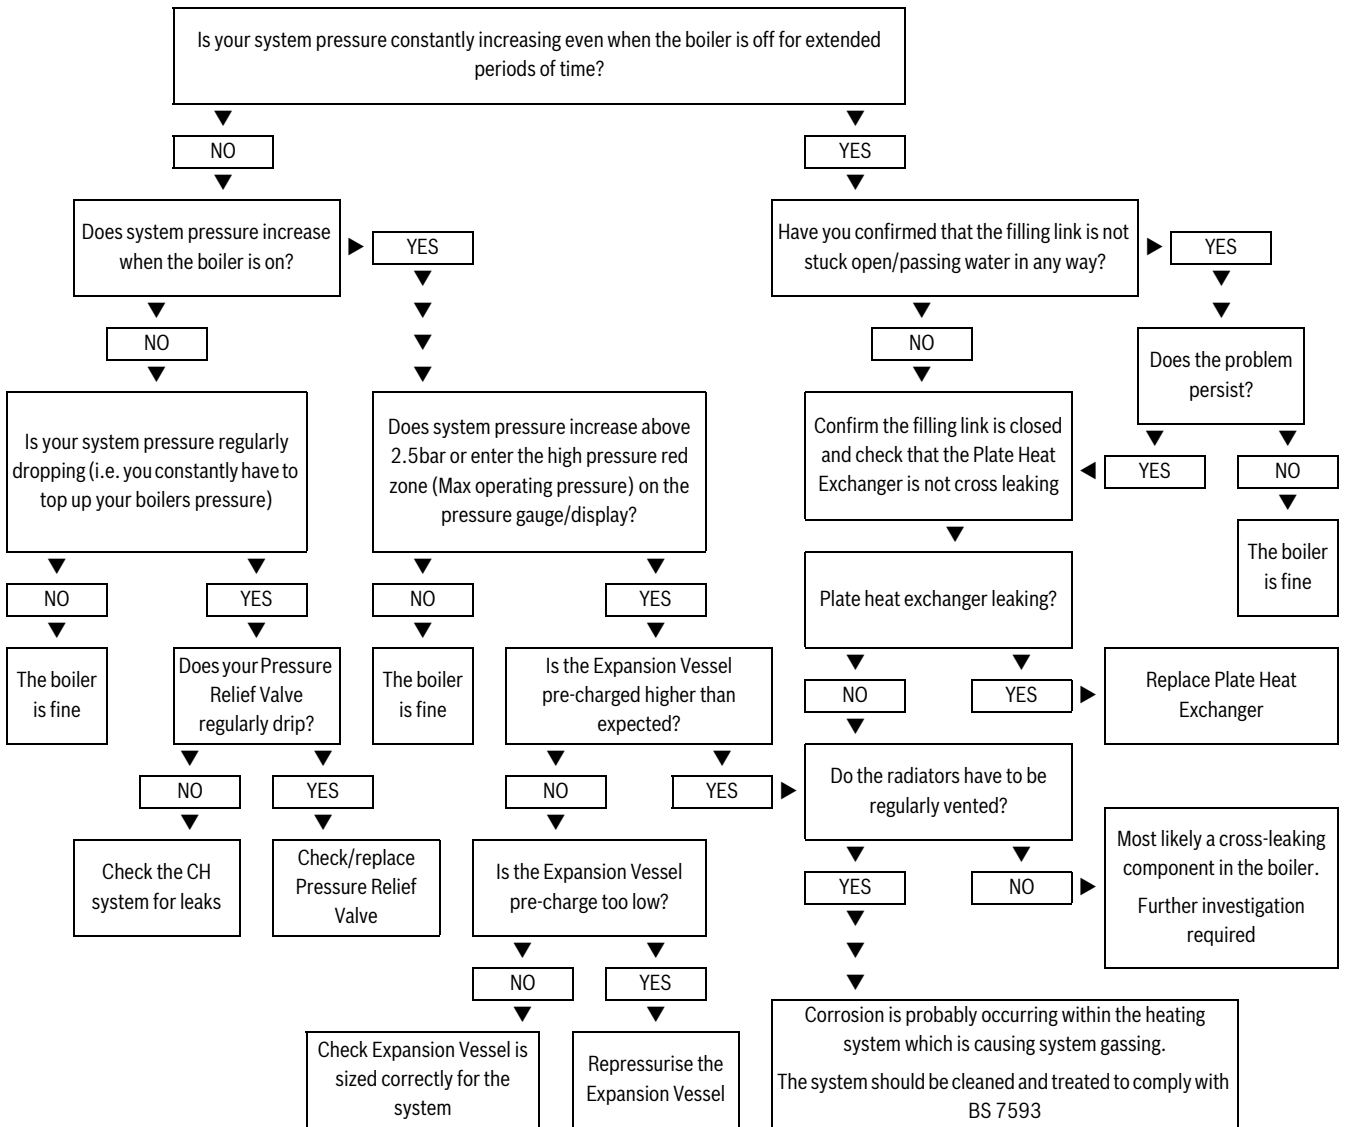 Is your system pressure constantly increasing even when the boiler is off for extended
periods of time?
NO
YES
Does system pressure increase
when the boiler is on?
YES
Have you confirmed that the filling link is not
stuck open/passing water in any way?
YES
NO
NO
Does the problem
persist?
Is your system pressure regularly
dropping (i.e. you constantly have to
top up your boilers pressure)
Does system pressure increase above
2.5bar or enter the high pressure red
zone (Max operating pressure) on the
pressure gauge/display?
Confirm the filling link is closed
and check that the Plate Heat
Exchanger is not cross leaking
YES
NO
The boiler
is fine
NO
YES
NO
YES
Plate heat exchanger leaking?
The boiler
is fine
Does your Pressure
Relief Valve
regularly drip?
The boiler
is fine
Is the Expansion Vessel
pre-charged higher than
expected?
NO
YES
Replace Plate Heat
Exchanger
NO
YES
NO
YES
Do the radiators have to be
regularly vented?
Check the CH
system for leaks
Check/replace
Pressure Relief
Valve
Is the Expansion Vessel
pre-charge too low?
YES
NO
Most likely a cross-leaking
component in the boiler.
Further investigation
required
NO
YES
Check Expansion Vessel is
sized correctly for the
system
Repressurise the
Expansion Vessel
Corrosion is probably occurring within the heating
system which is causing system gassing.
The system should be cleaned and treated to comply with
BS 7593